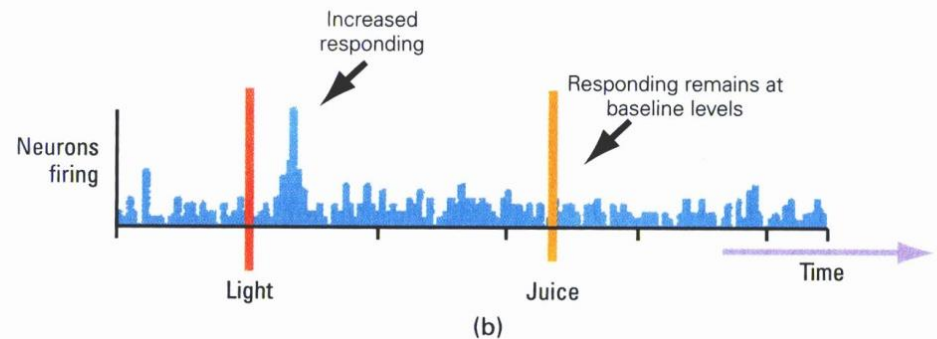 Increased
responding
Responding remains at
baseline levels
Neurons
firing
Time
Light
Juice
(b)